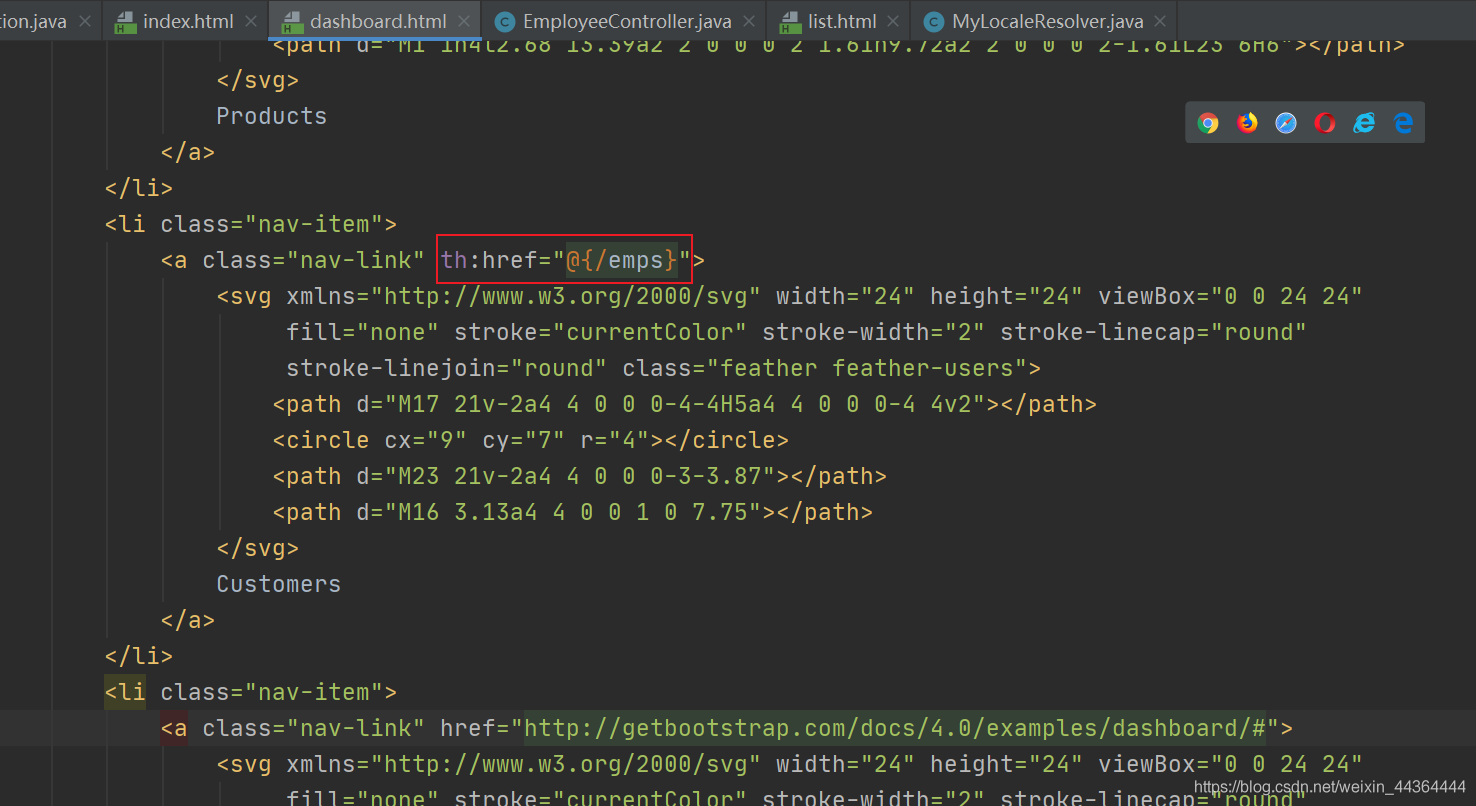 tion.java index.html dashboard.html EmployeeController.java list.html MyLocaleResolver.java
<path d="M1 1h4l2.68 13.39a2 2 0 0 0 2 1.61h9.72a2 2 0 0 0 2-1.61L23 6H6"></path>
</svg>
Products
</a>
</li>
<li class="nav-item">
<a class="nav-link" th:href="@{/emps}">
<svg xmlns="http://www.w3.org/2000/svg" width="24" height="24" viewBox="0 0 24 24"
fill="none" stroke="currentColor" stroke-width="2" stroke-linecap="round"
stroke-linejoin="round" class="feather feather-users">
<path d="M17 21v-2a4 4 0 0 0-4-4H5a4 4 0 0 0-4 4v2"></path>
<circle cx="9" cy="7" r="4"></circle>
<path d="M23 21v-2a4 4 0 0 0-3-3.87"></path>
<path d="M16 3.13a4 4 0 0 1 0 7.75"></path>
</svg>
Customers
</a>
</li>
<li class="nav-item">
<a class="nav-link" href="http://getbootstrap.com/docs/4.0/examples/dashboard/#">
<svg xmlns="http://www.w3.org/2000/svg" width="24" height="24" viewBox="0 0 24 24"
fill="none" stroke="currentColor" stroke-width="2" stroke-linecap="round"
https://blog.csdn.net/weixin_44364444